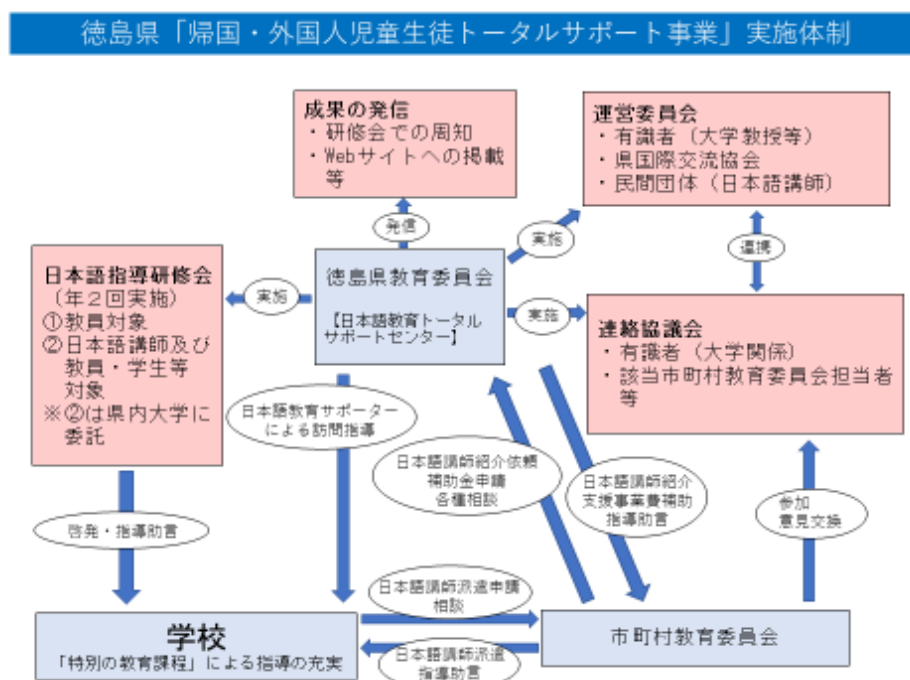 徳島県「帰国・外国人児童生徒トータルサポート事業」実施体制
成果の発信
・研修会での周知
・Webサイトへの掲載
等
運営委員会
・有識者（大学教授等）
・県国際交流協会
・民間団体（日本語講師）
発信
実施
連携
日本語指導研修会
（年２回実施）
①教員対象
②日本語講師及び
教員・学生等
対象
※②は県内大学に
委託
実施
徳島県教育委員会
【日本語教育トータル
サポートセンター】
実施
連絡協議会
・有識者（大学関係）
・該当市町村教育委員会担当者
等
日本語教育サポーター
による訪問指導
日本語講師紹介依頼
補助金申請
各種相談
日本語講師紹介
支援事業費補助
指導助言
参加
意見交換
啓発・指導助言
日本語講師派遣申請
相談
学校
「特別の教育課程」による指導の充実
日本語講師派遣
指導助言
市町村教育委員会